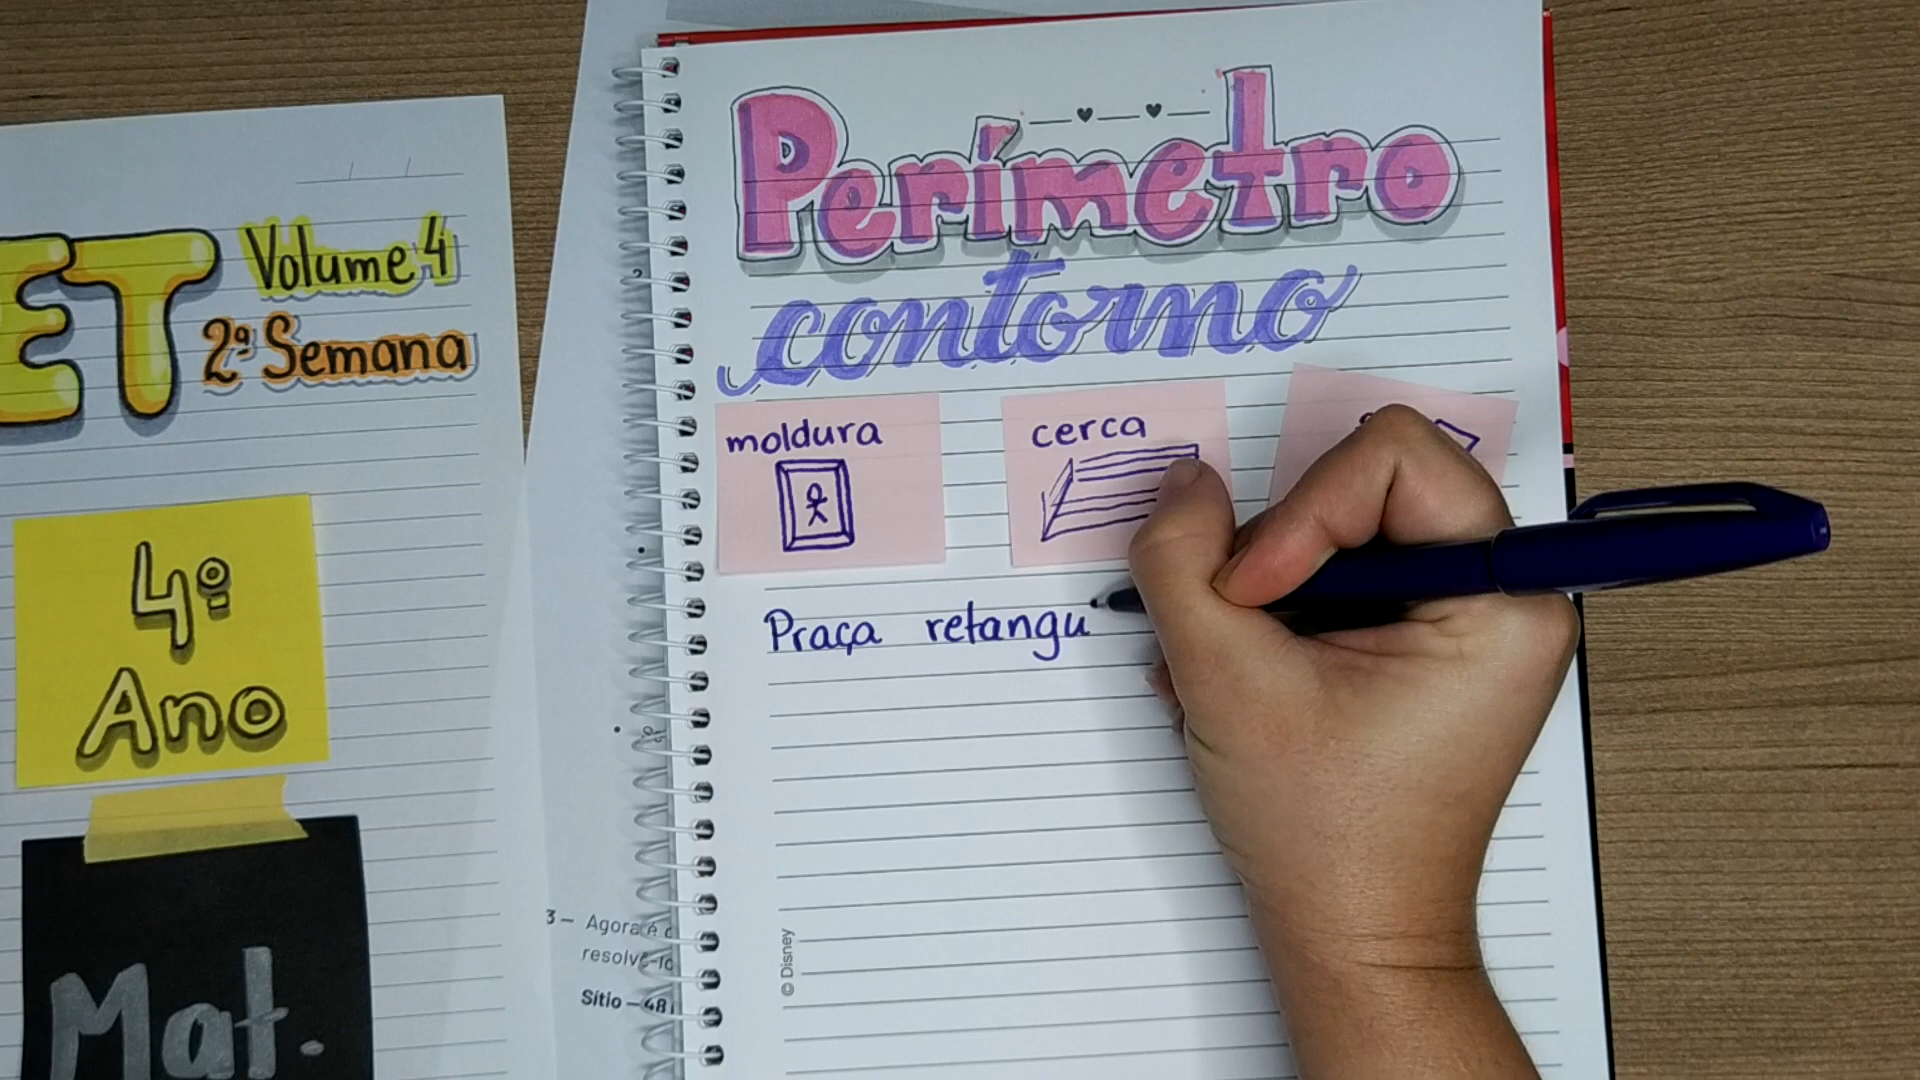 ET Volume 4
2ª Semana
4º
Ano
Mat.
3 – Agora é
resolvê-lo
Sítio – 48
Perímetro
contorno
moldura
cerca
Praça retangu
© Disney